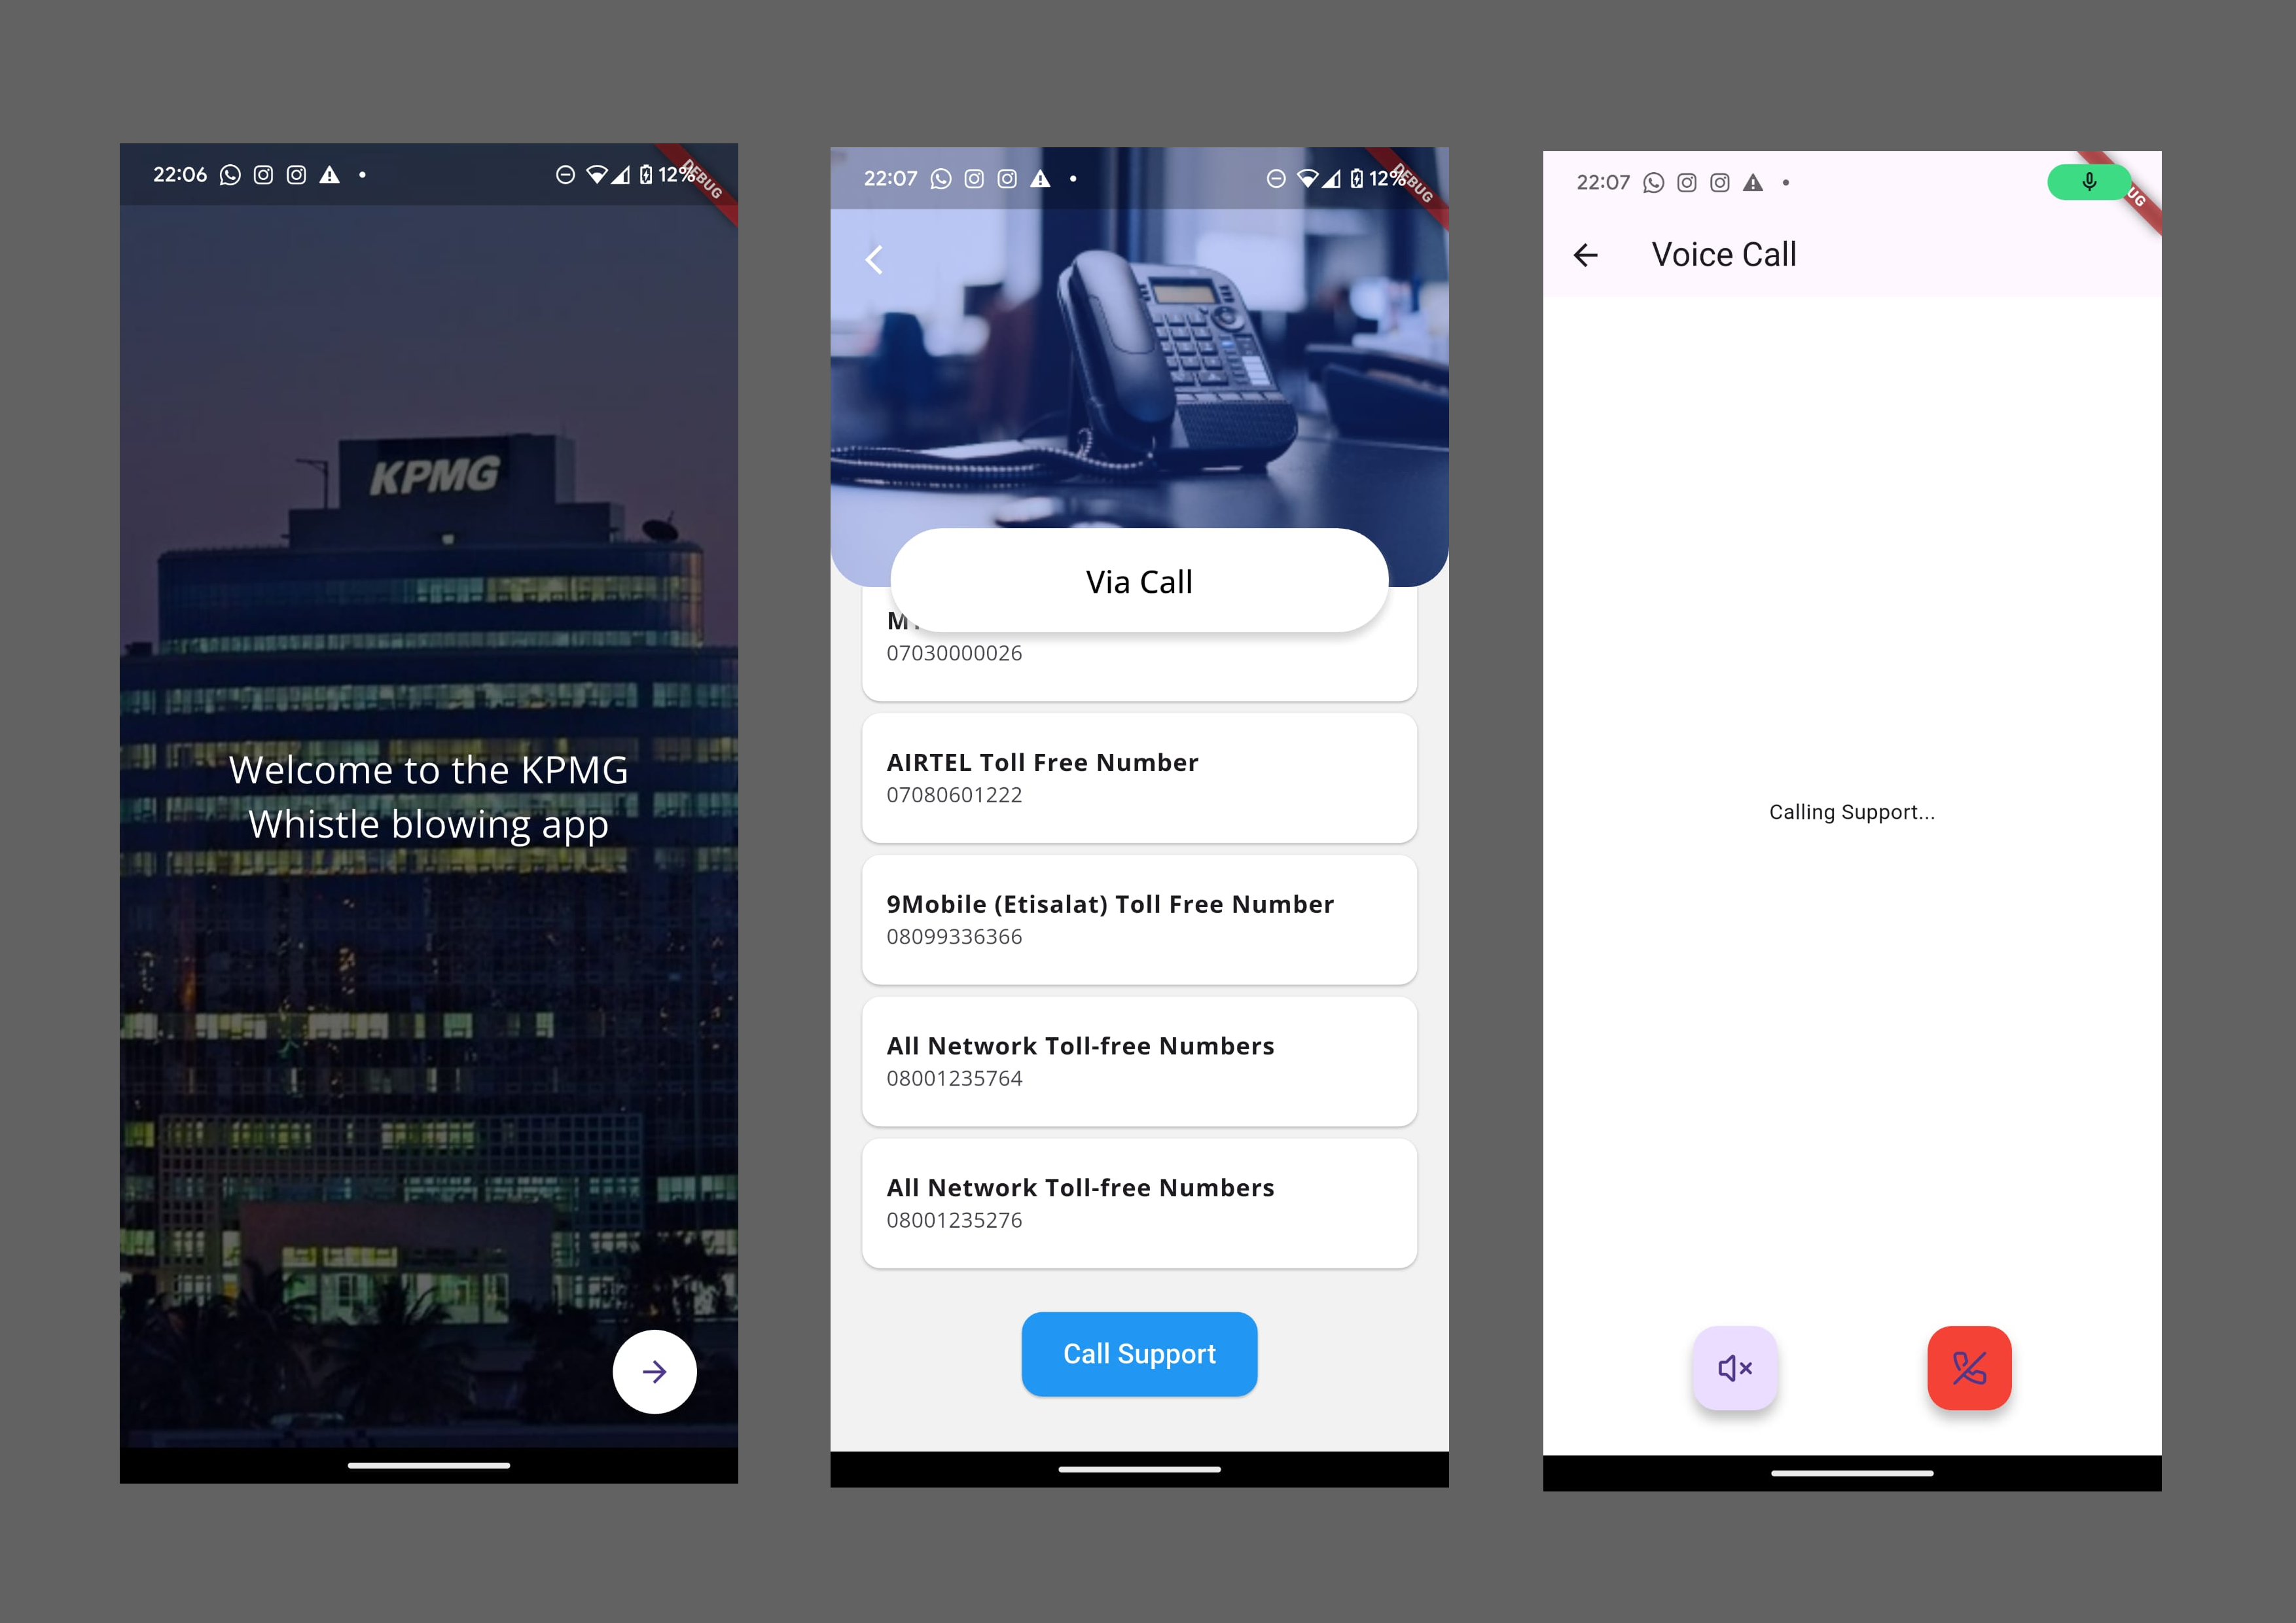 22:06
12%
DEBUG
KPMG
Welcome to the KPMG
Whistle blowing app
22:07
12%
DEBUG
Via Call
07030000026
AIRTEL Toll Free Number
07080601222
9Mobile (Etisalat) Toll Free Number
08099336366
All Network Toll-free Numbers
08001235764
All Network Toll-free Numbers
08001235276
Call Support
22:07
UG
Voice Call
Calling Support...